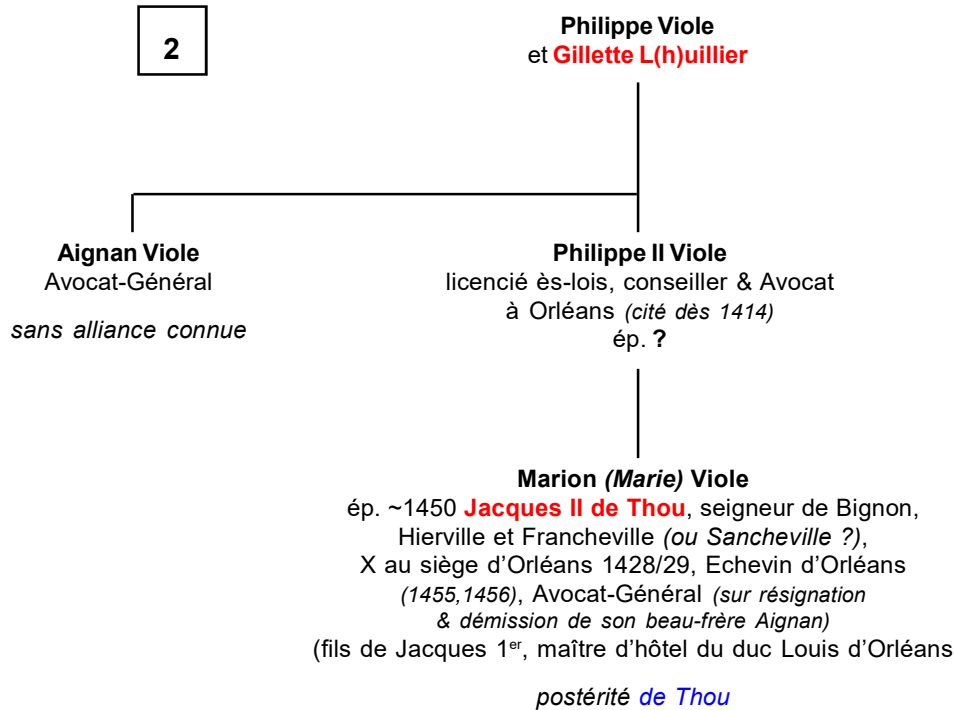 2
Philippe Viole
et Gillette L(h)uillier
Aignan Viole
Avocat-Général
sans alliance connue
Philippe II Viole
licencié ès-lois, conseiller & Avocat
à Orléans (cité dès 1414)
ép. ?
Marion (Marie) Viole
ép. ~1450 Jacques II de Thou, seigneur de Bignon,
Hierville et Francheville (ou Sancheville ?),
X au siège d’Orléans 1428/29, Echevin d’Orléans
(1455,1456), Avocat-Général (sur résignation
& démission de son beau-frère Aignan)
(fils de Jacques 1er, maître d’hôtel du duc Louis d’Orléans
postérité de Thou